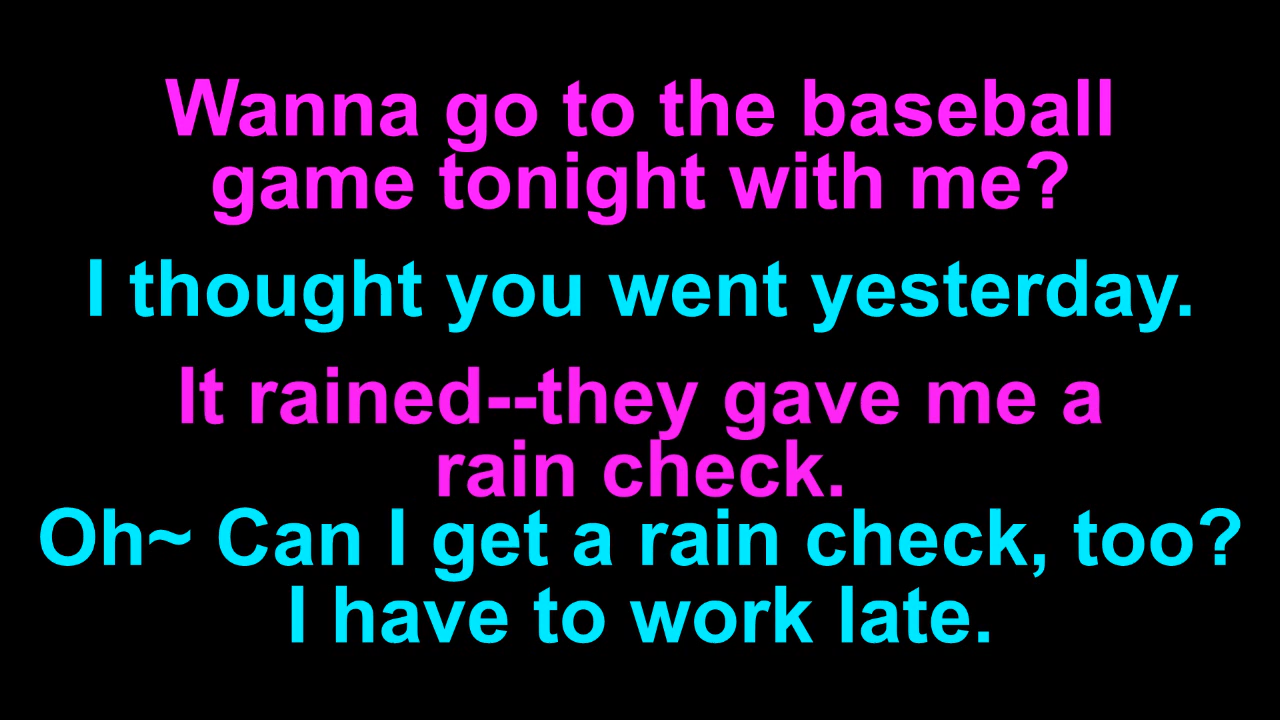 Wanna go to the baseball
game tonight with me?
I thought you went yesterday.
It rained--they gave me a
rain check.
Oh~ Can I get a rain check, too?
I have to work late.